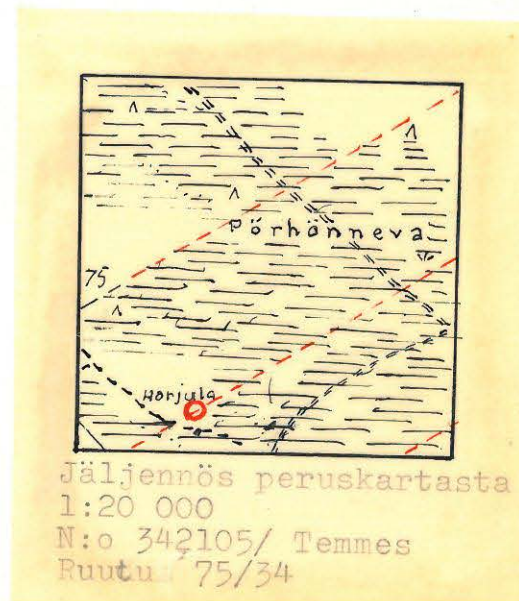 Pörhönneva
75
Harjula
Jäljennös peruskartasta
1:20 000
N:o 342105/ Temmes
Ruutu 75/34